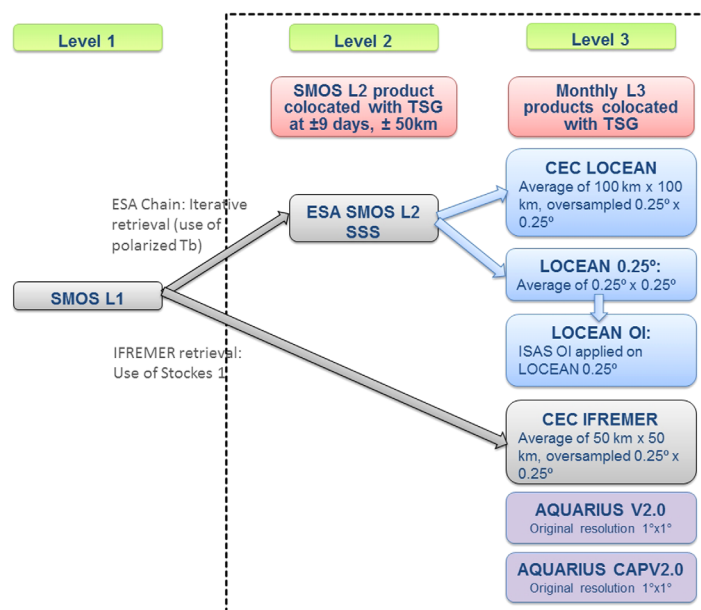 Level 1
Level 2
Level 3
SMOS L2 product
colocated with TSG
at ±9 days, ± 50km
Monthly L3
products colocated
with TSG
CEC LOCEAN
Average of 100 km x 100
km, oversampled 0.25º x
0.25º
ESA Chain: Iterative
retrieval (use of
polarized Tb)
ESA SMOS L2
SSS
LOCEAN 0.25º:
Average of 0.25º x 0.25º
SMOS L1
LOCEAN OI:
ISAS OI applied on
LOCEAN 0.25º
IFREMER retrieval:
Use of Stockes 1
CEC IFREMER
Average of 50 km x 50
km, oversampled 0.25º x
0.25º
AQUARIUS V2.0
Original resolution 1°x1°
AQUARIUS CAPV2.0
Original resolution 1°x1°